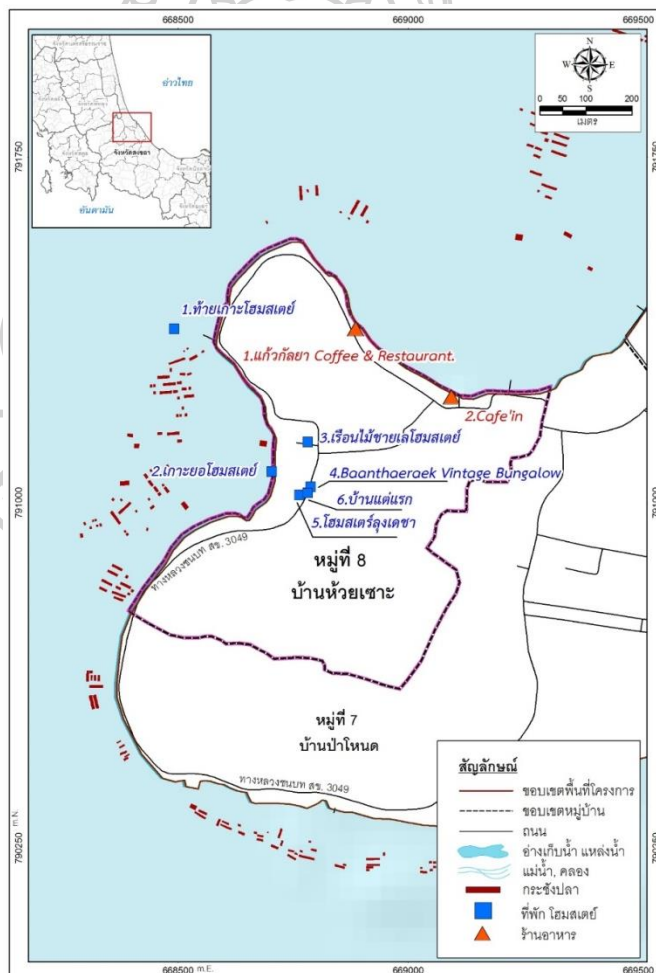 668500
669000
669500
อ่าวไทย
จังหวัดสงขลา
อันดามัน
N
W E
S
0 50 100 200
เมตร
791750
791750
1.ท้ายเกาะโฮมสเตย์
1.แก้วกัลยา Coffee & Restaurant.
2.Cafe'in
3.เรือนไม้ชายเลโฮมสเตย์
2.เกาะยอโฮมสเตย์
4.Baanthaeraek Vintage Bungalow
6.บ้านแต่แรก
5.โฮมสเตร์ลุงเดชา
791000
791000
ทางหลวงชนบท สข. 3049
หมู่ที่ 8
บ้านห้วยเซาะ
หมู่ที่ 7
บ้านป่าโหนด
ทางหลวงชนบท สข. 3049
สัญลักษณ์
ขอบเขตพื้นที่โครงการ
ขอบเขตหมู่บ้าน
ถนน
อ่างเก็บน้ำ แหล่งน้ำ
แม่น้ำ, คลอง
กระชังปลา
ที่พัก โฮมสเตย์
ร้านอาหาร
m.N
790250
790250
668500 m.E.
669000
669500